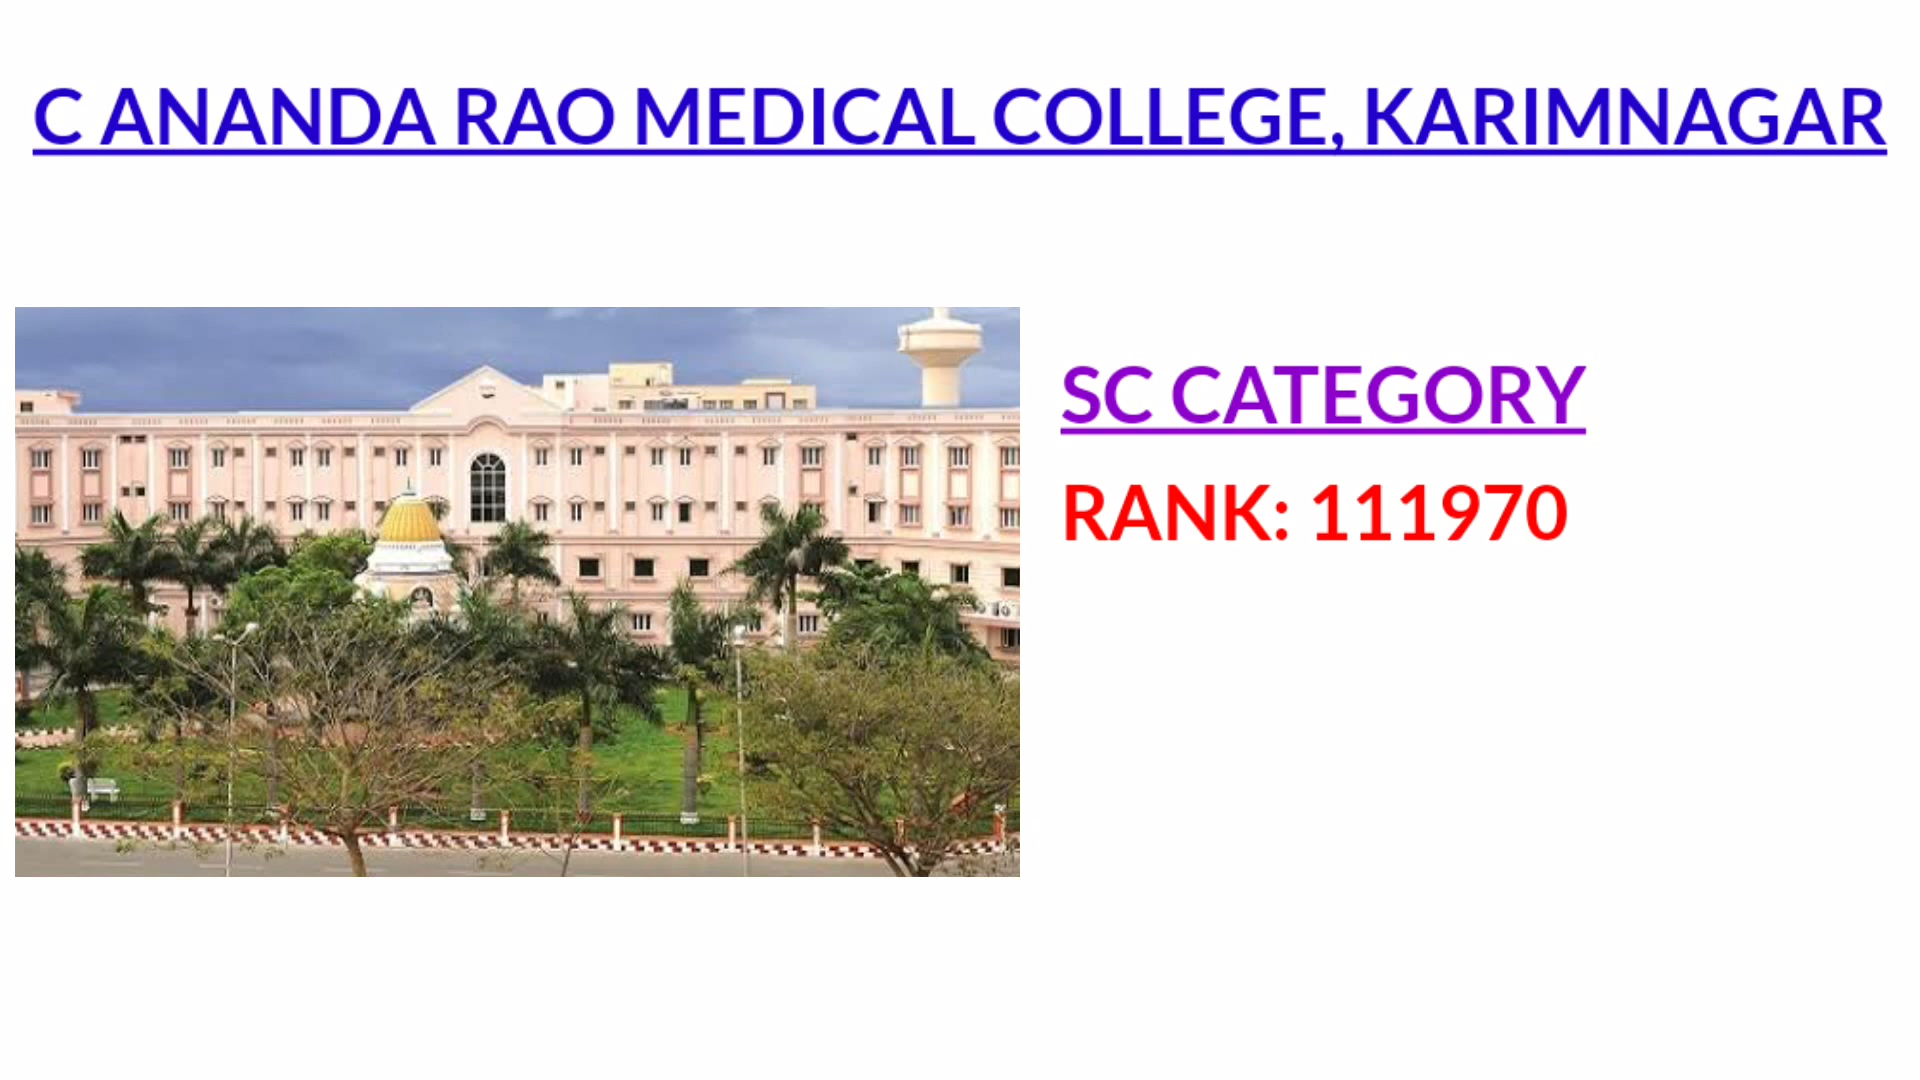 C ANANDA RAO MEDICAL COLLEGE, KARIMNAGAR
SC CATEGORY
RANK: 111970